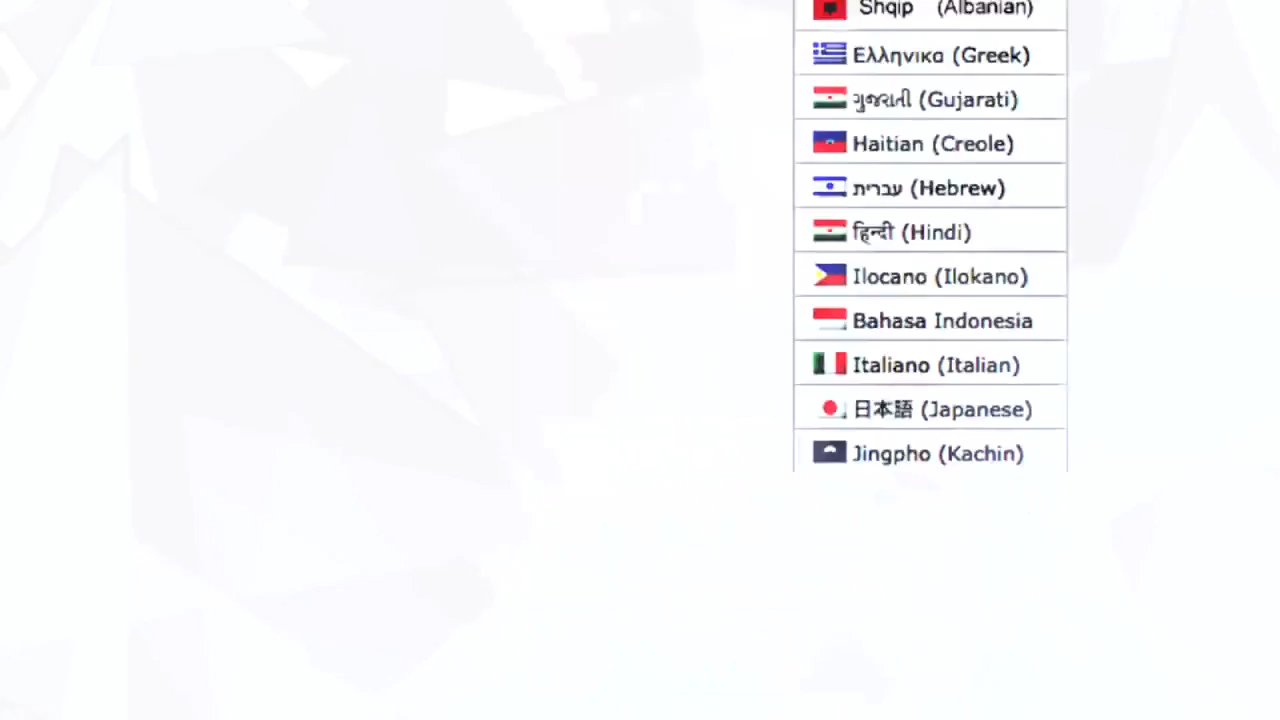 Shqip (Albanian)
Ελληνικα (Greek)
ગુજરાતી (Gujarati)
Haitian (Creole)
עברית (Hebrew)
हिन्दी (Hindi)
Ilocano (Ilokano)
Bahasa Indonesia
Italiano (Italian)
日本語 (Japanese)
Jingpho (Kachin)